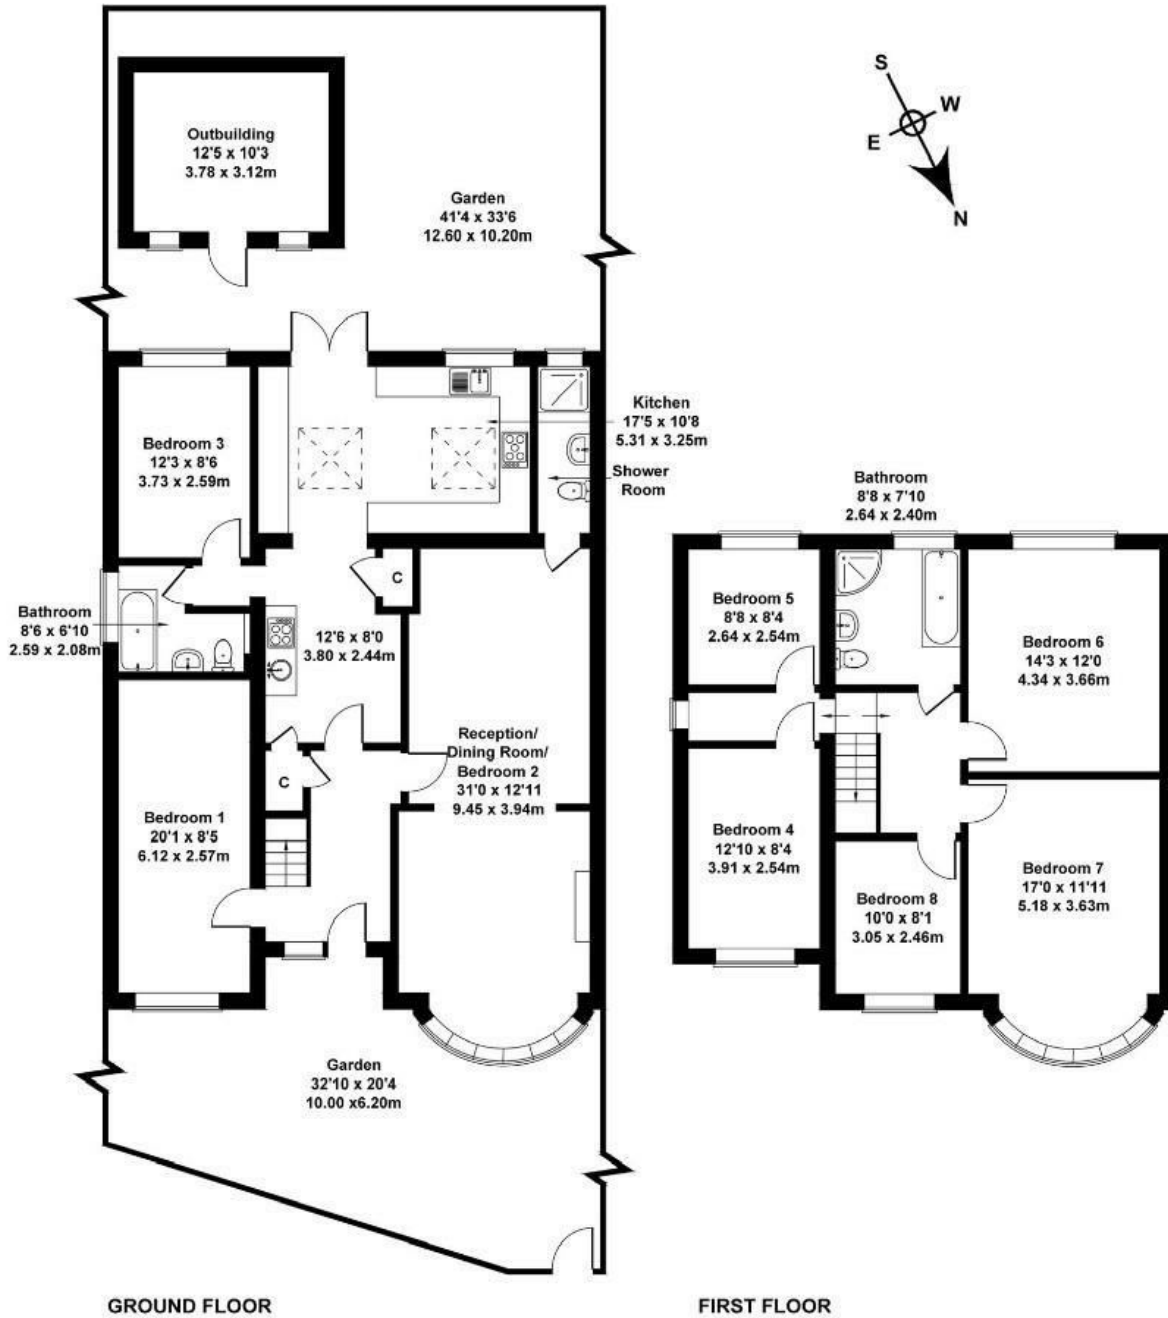 Outbuilding
12'5 x 10'3
3.78 x 3.12m
S
W
E
N
Garden
41'4 x 33'6
12.60 x 10.20m
Kitchen
17'5 x 10'8
5.31 x 3.25m
Bedroom 3
12'3 x 8'6
3.73 x 2.59m
Shower
Room
C
Bathroom
8'6 x 6'10
2.59 x 2.08m
12'6 x 8'0
3.80 x 2.44m
Reception/
Dining Room/
Bedroom 2
31'0 x 12'11
9.45 x 3.94m
C
Bedroom 1
20'1 x 8'5
6.12 x 2.57m
Garden
32'10 x 20'4
10.00 x6.20m
GROUND FLOOR
Bathroom
8'8 x 7'10
2.64 x 2.40m
Bedroom 5
8'8 x 8'4
2.64 x 2.54m
Bedroom 6
14'3 x 12'0
4.34 x 3.66m
Bedroom 4
12'10 x 8'4
3.91 x 2.54m
Bedroom 8
10'0 x 8'1
3.05 x 2.46m
Bedroom 7
17'0 x 11'11
5.18 x 3.63m
FIRST FLOOR